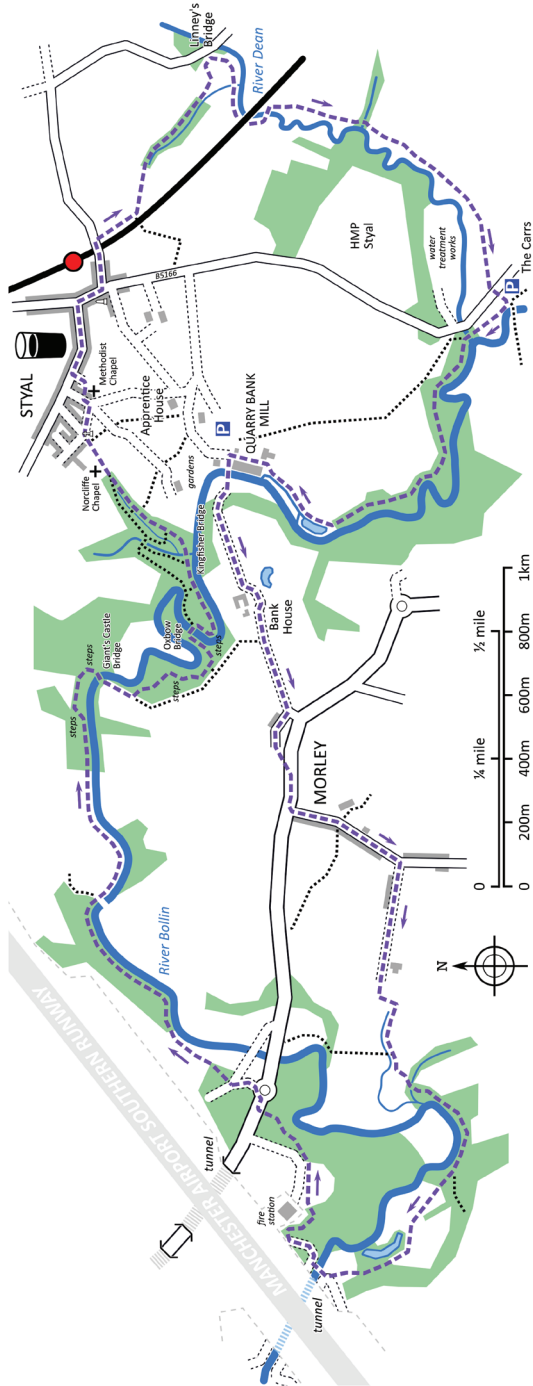 Linney's
Bridge
River Dean
HMP
Styal
water
treatment
works
P
The Carrs
B5166
STYAL
Methodist
Chapel
Norcliffe
Chapel
Apprentice
House
P
QUARRY BANK
MILL
gardens
Kingfisher Bridge
Oxbow
Bridge
Giant's Castle
Bridge
steps
steps
steps
steps
Bank
House
MORLEY
River Bollin
MANCHESTER AIRPORT SOUTHERN RUNWAY
tunnel
fire
station
tunnel
N
0
¼ mile
½ mile
0
200m
400m
600m
800m
1km